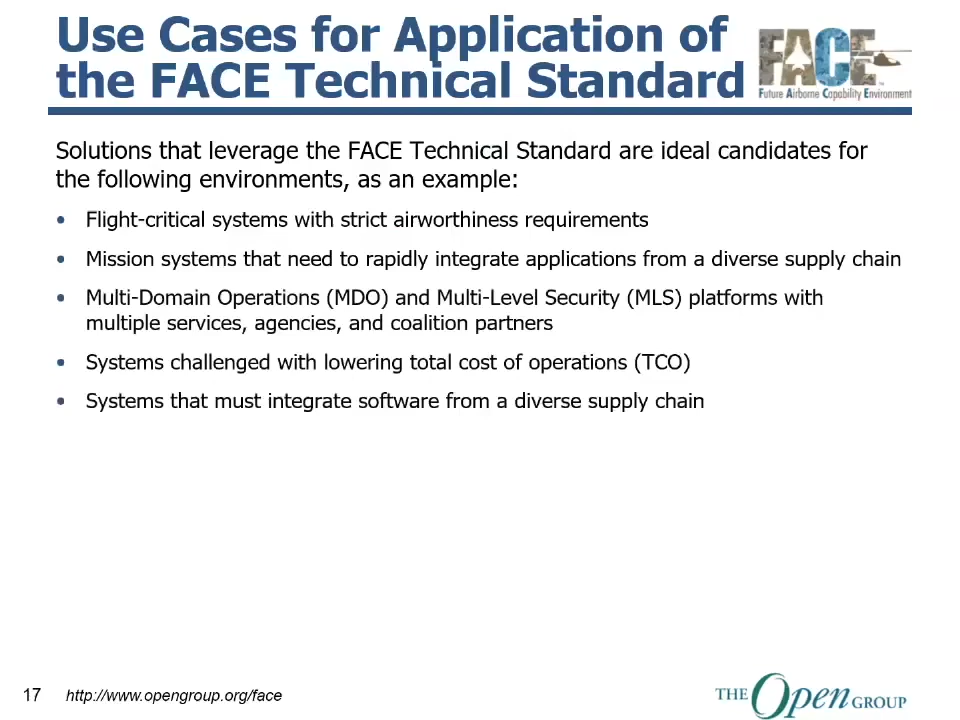 Use Cases for Application of
the FACE Technical Standard
FACE™
Future Airborne Capability Environment
Solutions that leverage the FACE Technical Standard are ideal candidates for
the following environments, as an example:
• Flight-critical systems with strict airworthiness requirements
• Mission systems that need to rapidly integrate applications from a diverse supply chain
• Multi-Domain Operations (MDO) and Multi-Level Security (MLS) platforms with
multiple services, agencies, and coalition partners
• Systems challenged with lowering total cost of operations (TCO)
• Systems that must integrate software from a diverse supply chain
17 http://www.opengroup.org/face
THE Open GROUP